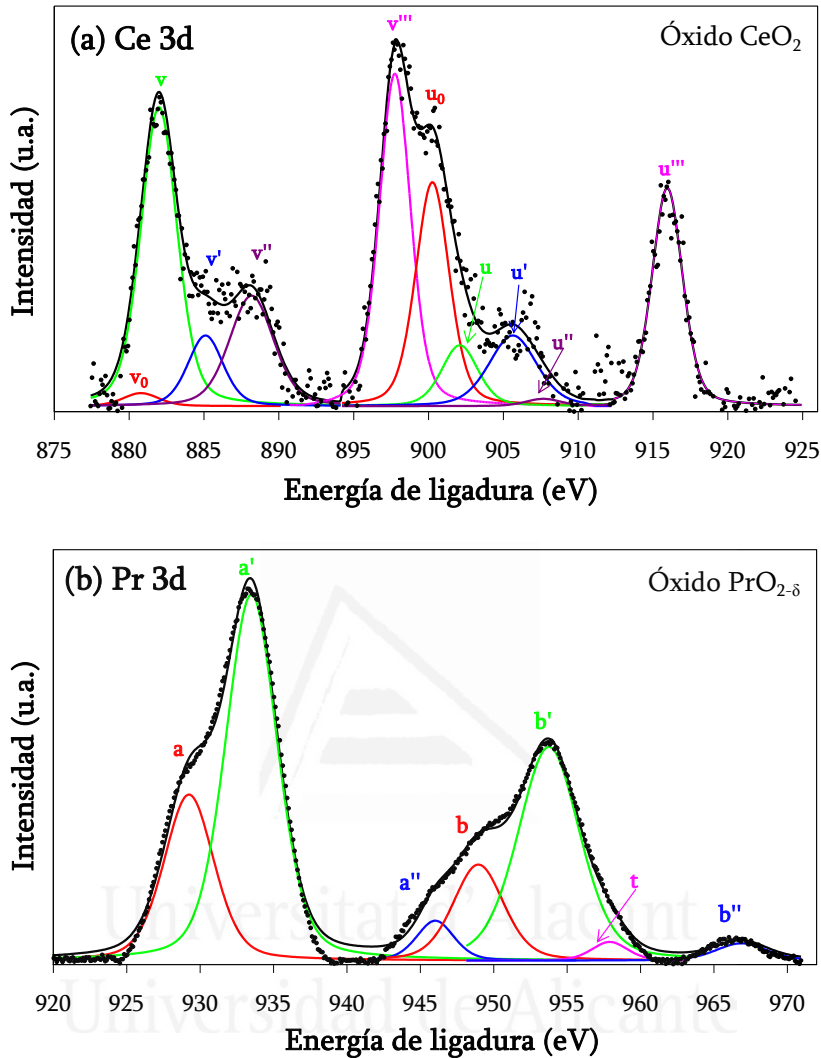 (a) Ce 3d
Óxido CeO₂
v'''
v
u₀
u'''
v'
v''
u
u'
u''
v₀
Intensidad (u.a.)
875 880 885 890 895 900 905 910 915 920 925
Energía de ligadura (eV)
(b) Pr 3d
Óxido PrO₂₋δ
a'
a
b'
b
a''
t
b''
Intensidad (u.a.)
Universitat d'Alacant
920 925 930 935 940 945 950 955 960 965 970
Universidad de Alicante
Energía de ligadura (eV)